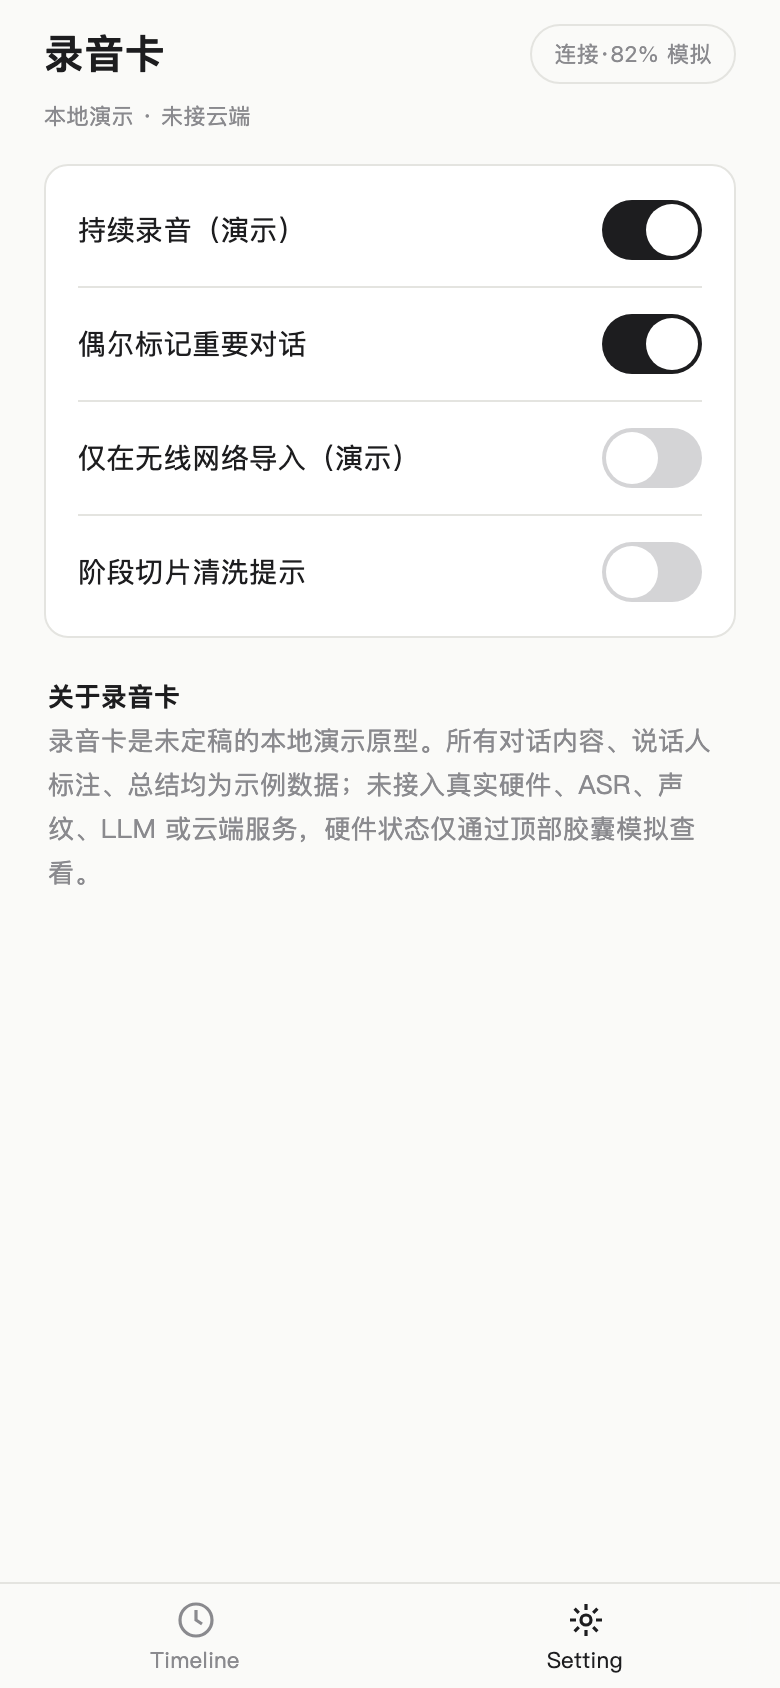 录音卡
连接·82% 模拟
本地演示 · 未接云端
持续录音（演示）
偶尔标记重要对话
仅在无线网络导入（演示）
阶段切片清洗提示
关于录音卡
录音卡是未定稿的本地演示原型。所有对话内容、说话人
标注、总结均为示例数据；未接入真实硬件、ASR、声
纹、LLM 或云端服务，硬件状态仅通过顶部胶囊模拟查
看。
Timeline
Setting